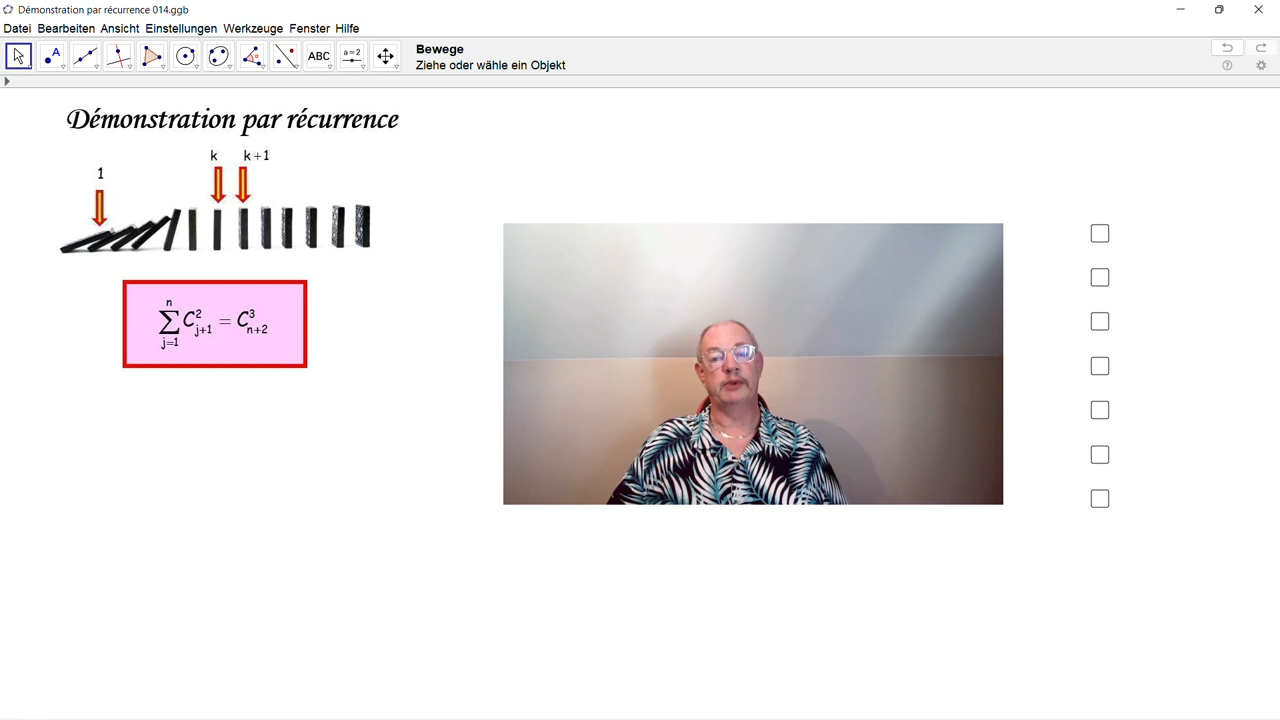 Démonstration par récurrence 014.ggb
Datei Bearbeiten Ansicht Einstellungen Werkzeuge Fenster Hilfe
ABC
a=2
Bewege
Ziehe oder wähle ein Objekt
Démonstration par récurrence
k k+1
1
n
∑ C²ⱼ₊₁ = C³ₙ₊₂
j=1